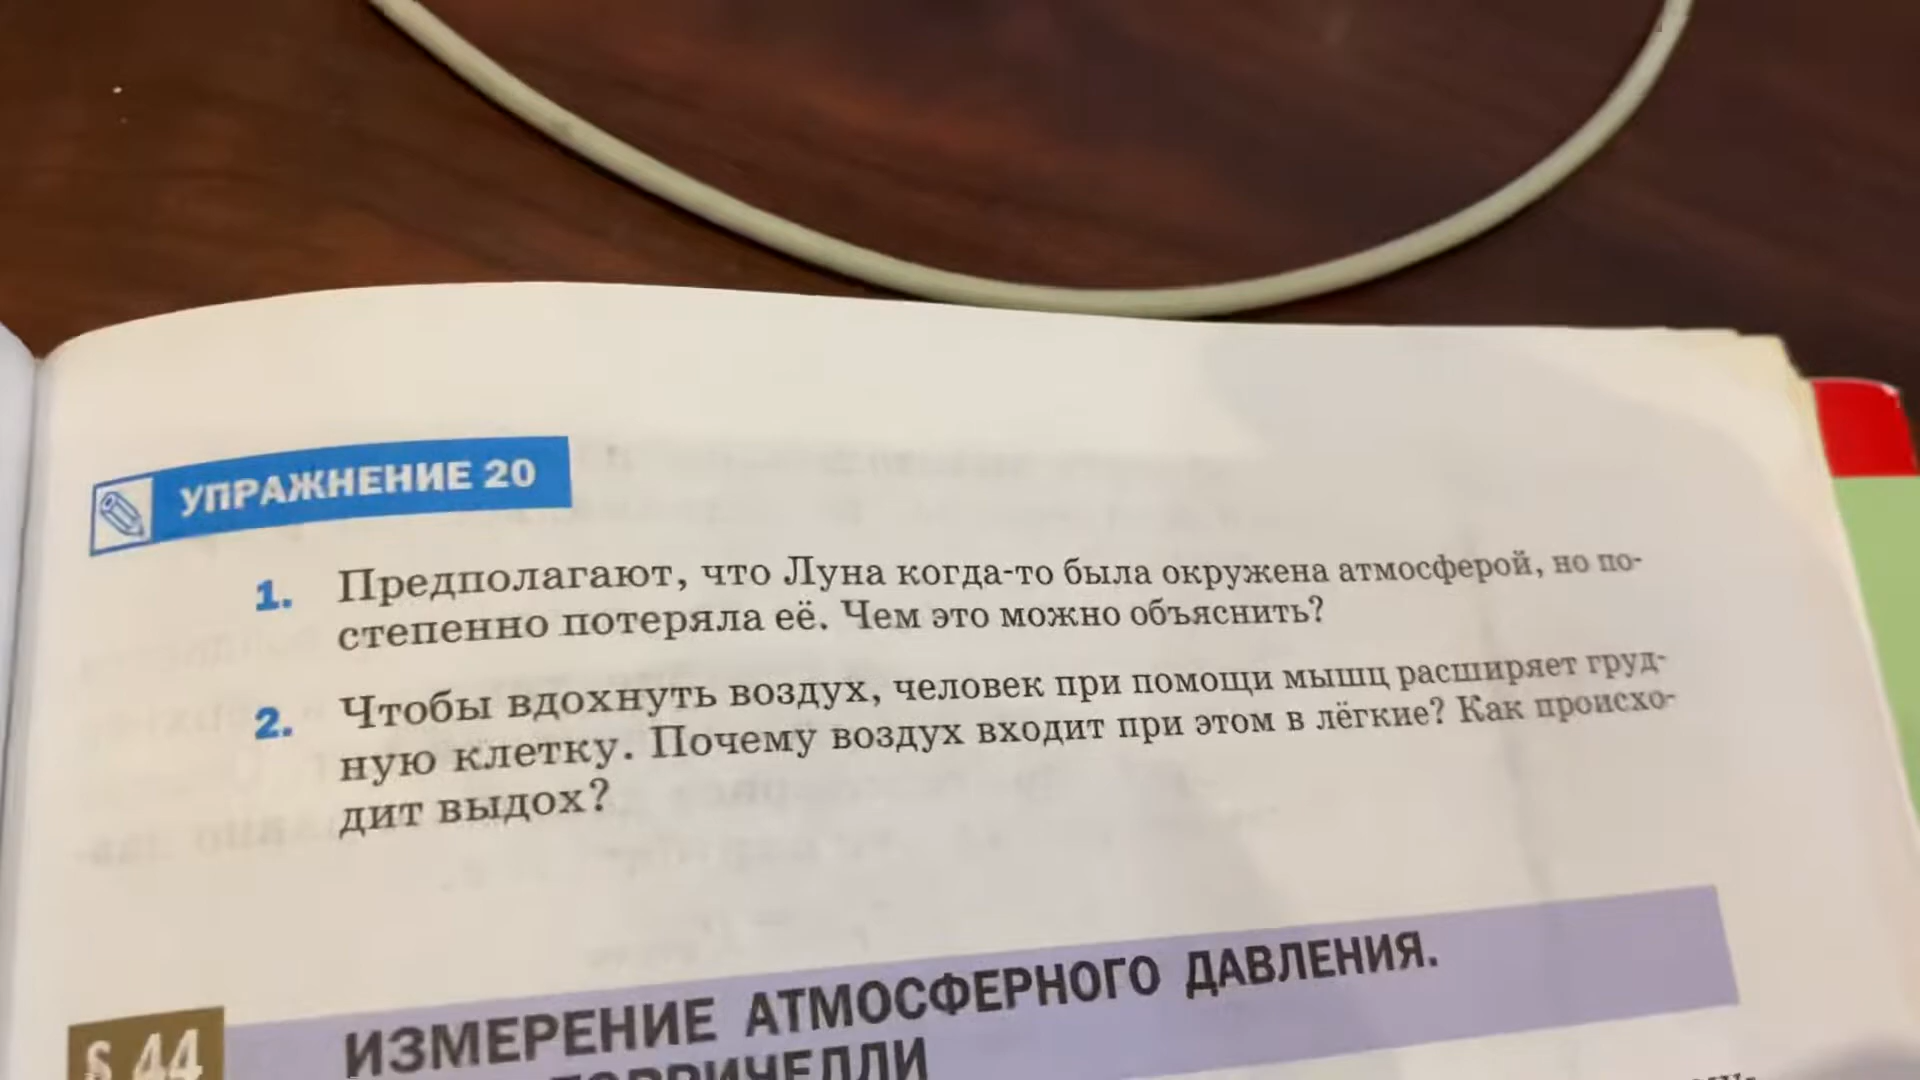 УПРАЖНЕНИЕ 20
1. Предполагают, что Луна когда-то была окружена атмосферой, но по-
степенно потеряла её. Чем это можно объяснить?
2. Чтобы вдохнуть воздух, человек при помощи мышц расширяет груд-
ную клетку. Почему воздух входит при этом в лёгкие? Как происхо-
дит выдох?
§ 44 ИЗМЕРЕНИЕ АТМОСФЕРНОГО ДАВЛЕНИЯ.
ТОРРИЧЕЛЛИ